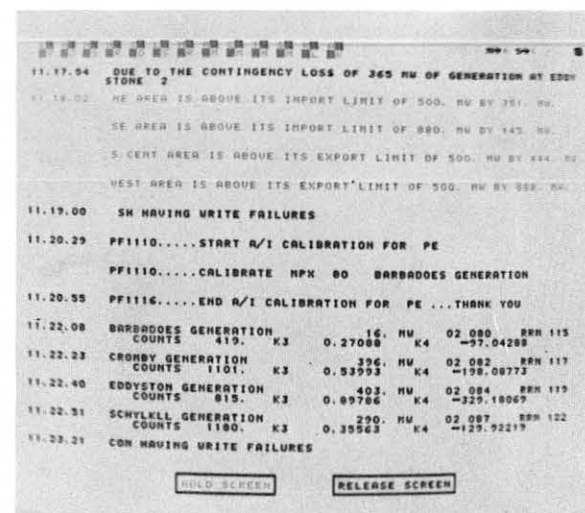 11.17.54 DUE TO THE CONTINGENCY LOSS OF 365 MW OF GENERATION AT EDDY
STONE 2
11.18.02 NE AREA IS ABOVE ITS IMPORT LIMIT OF 500. MW BY 351. MW.
SE AREA IS ABOVE ITS IMPORT LIMIT OF 880. MW BY 145. MW.
S CENT AREA IS ABOVE ITS EXPORT LIMIT OF 500. MW BY 444. MW
WEST AREA IS ABOVE ITS EXPORT LIMIT OF 500. MW BY MW.
11.19.00 SH HAVING WRITE FAILURES
11.20.29 PF1110.....START A/I CALIBRATION FOR PE
PF1110.....CALIBRATE MPX 80 BARBADOES GENERATION
11.20.55 PF1116.....END A/I CALIBRATION FOR PE ...THANK YOU
11.22.08 BARBADOES GENERATION 16. MW 02 080 RRN 115
COUNTS 419. K3 0.27088 K4 -97.04288
11.22.23 CROMBY GENERATION 396. MW 02 082 RRN 117
COUNTS 1101. K3 0.53993 K4 -198.08773
11.22.40 EDDYSTON GENERATION 403. MW 02 084 RRN 119
COUNTS 815. K3 0.89786 K4 -329.18069
11.22.51 SCHYLKLL GENERATION 290. MW 02 087 RRN 122
COUNTS 1180. K3 0.35563 K4 -129.92219
11.23.21 CON HAVING WRITE FAILURES
HOLD SCREEN RELEASE SCREEN